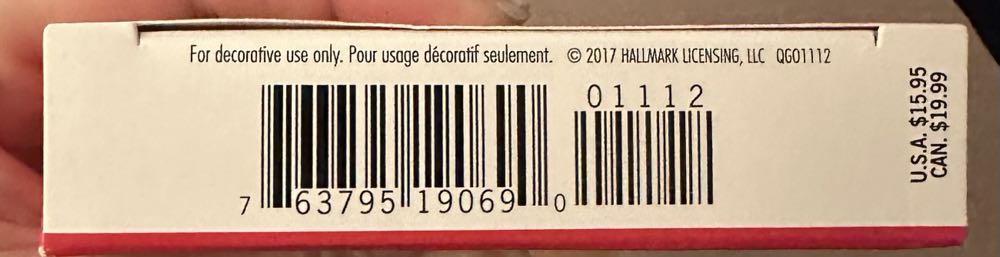 For decorative use only. Pour usage décoratif seulement. © 2017 HALLMARK LICENSING, LLC QGO1112
01112
7 63795 19069 0
U.S.A. $15.95
CAN. $19.99